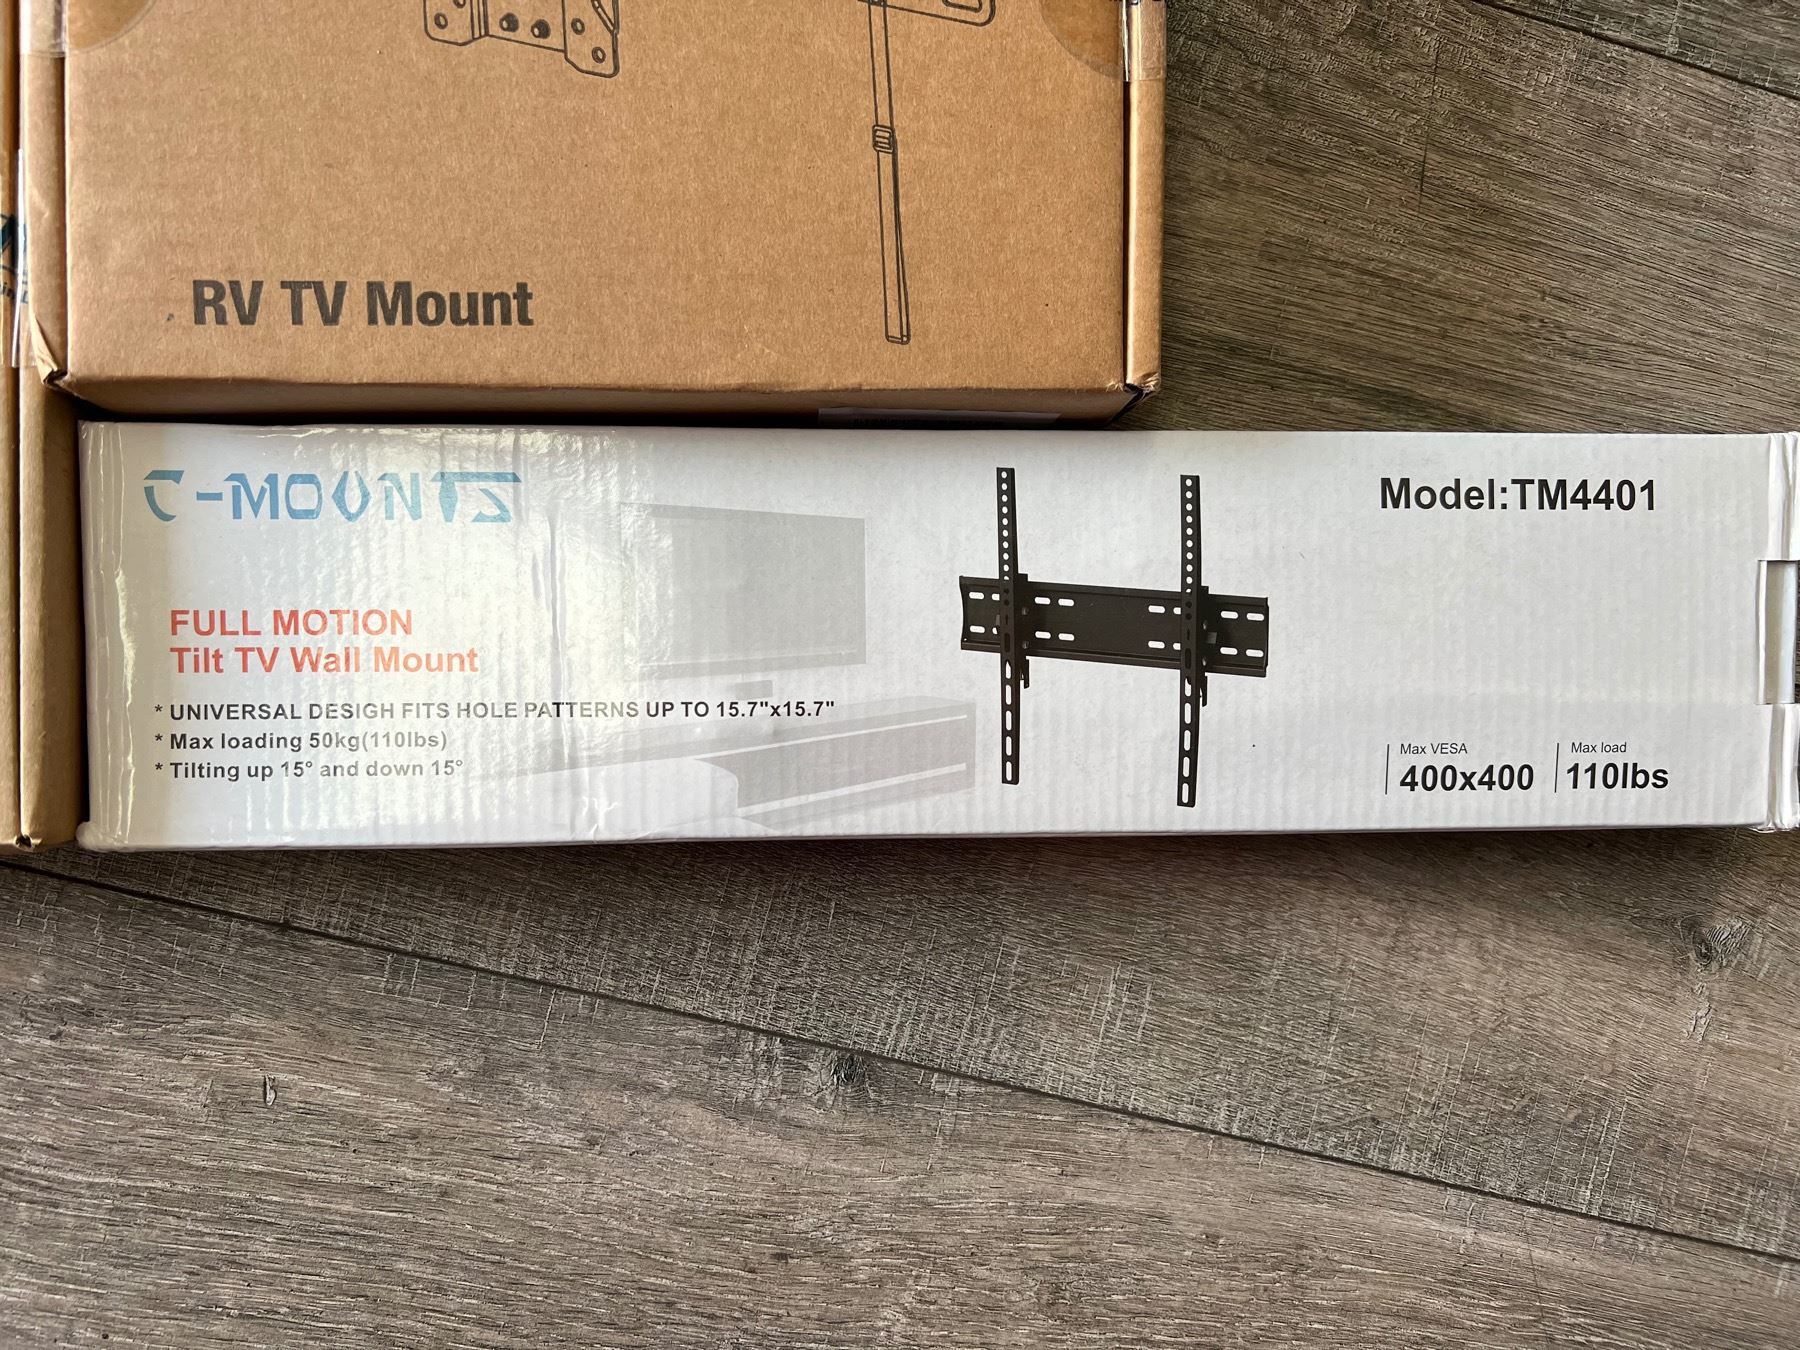 RV TV Mount
T-MOUNTS
Model:TM4401
FULL MOTION
Tilt TV Wall Mount
* UNIVERSAL DESIGH FITS HOLE PATTERNS UP TO 15.7"x15.7"
* Max loading 50kg(110lbs)
* Tilting up 15° and down 15°
Max VESA
400x400
Max load
110lbs